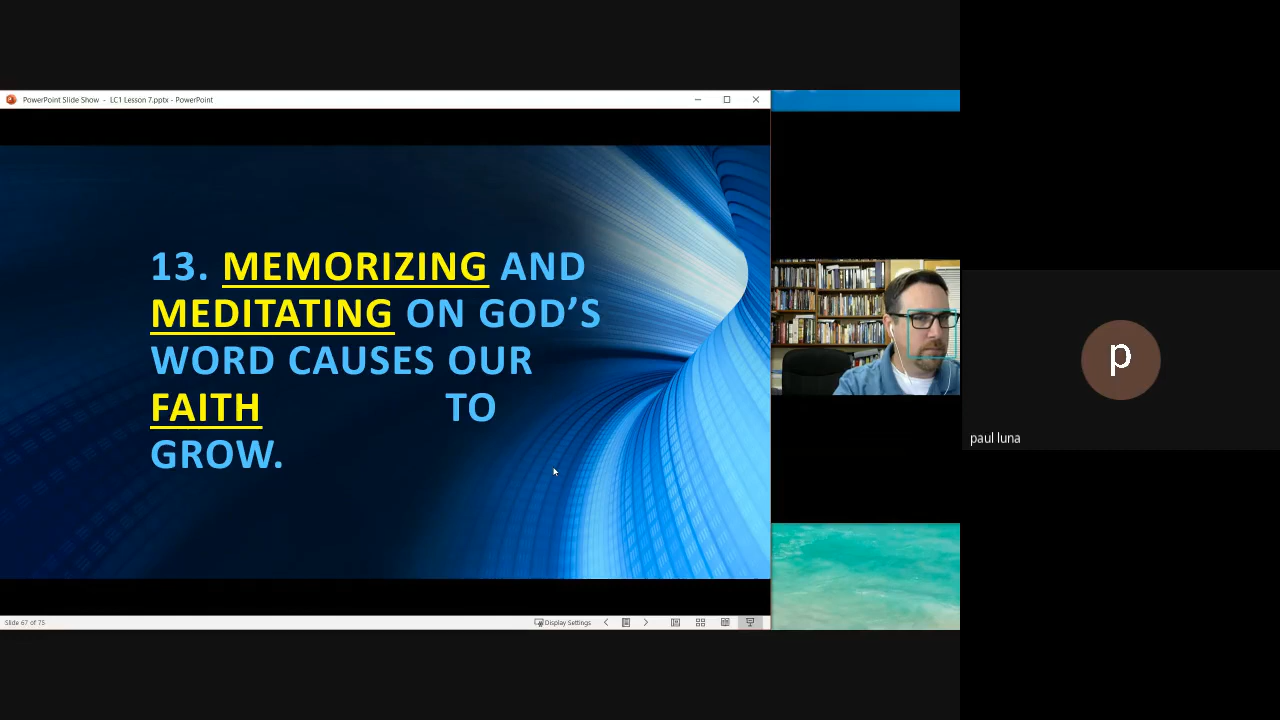 PowerPoint Slide Show - LC1 Lesson 7.pptx - PowerPoint
13. MEMORIZING AND
MEDITATING ON GOD’S
WORD CAUSES OUR
FAITH TO
GROW.
Slide 67 of 75
Display Settings
p
paul luna